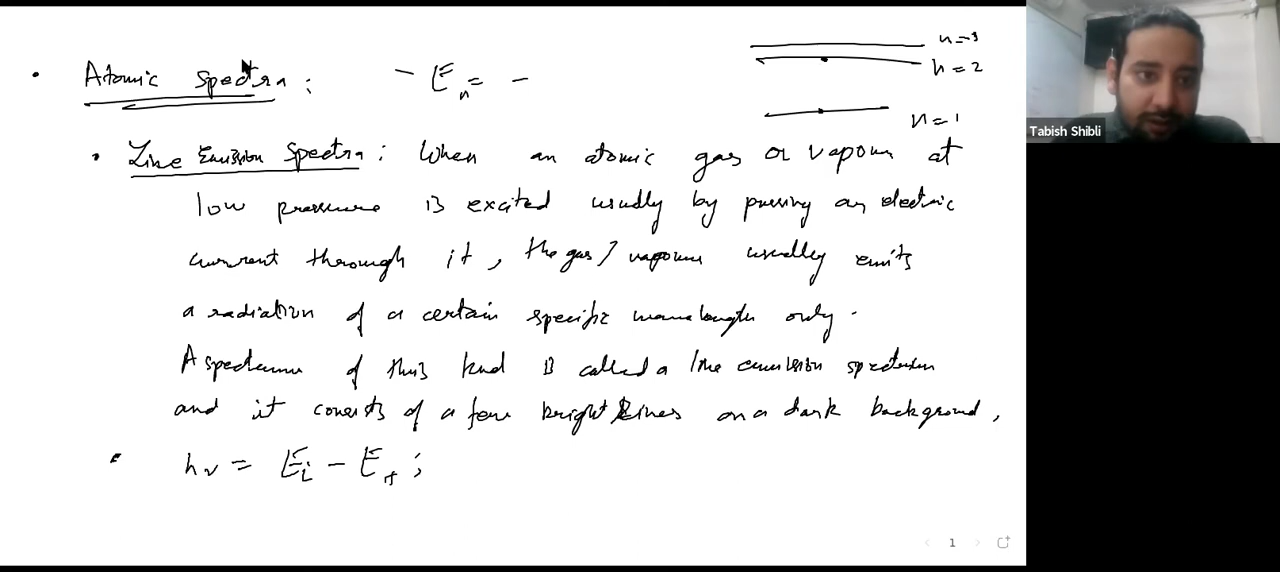 n=3
• Atomic Spectra : - En = -
n = 2
n = 1
Tabish Shibli
• Line Emission Spectra : When an atomic gas or vapour at
low pressure is excited usually by passing an electric
current through it, the gas/vapour usually emits
a radiation of a certain specific wavelength only.
A spectrum of this kind is called a line emission spectrum
and it consists of a few bright lines on a dark background,
• hν = Ei - Ef ;
1